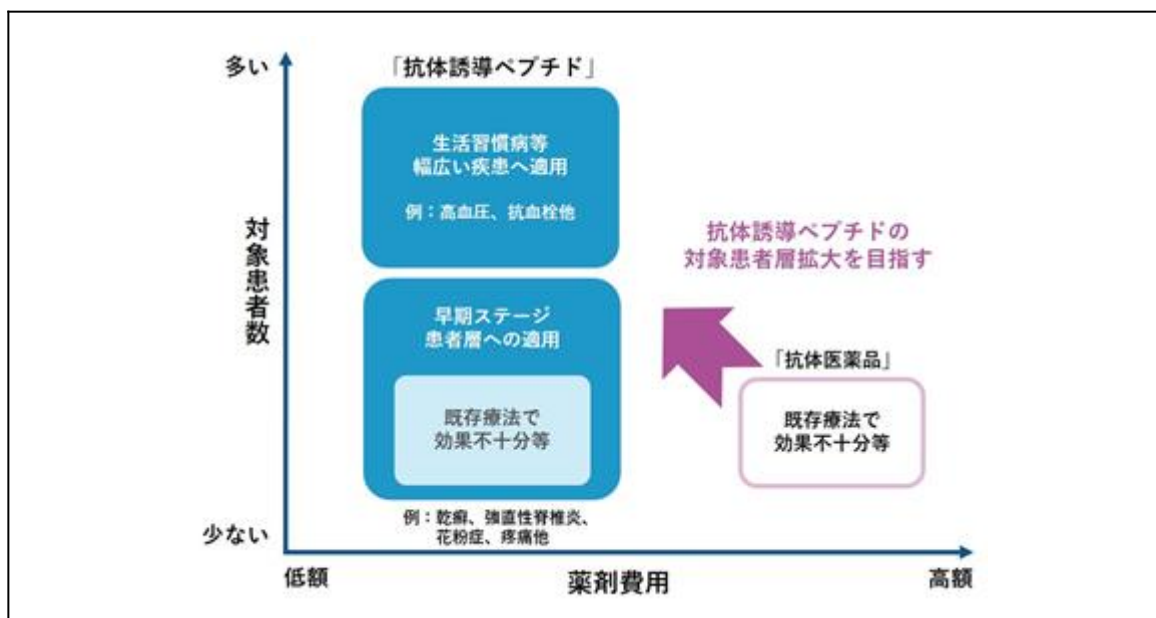 多い
「抗体誘導ペプチド」
生活習慣病等
幅広い疾患へ適用
例：高血圧、抗血栓他
対象患者数
抗体誘導ペプチドの
対象患者層拡大を目指す
早期ステージ
患者層への適用
既存療法で
効果不十分等
「抗体医薬品」
既存療法で
効果不十分等
例：乾癬、強直性脊椎炎、
花粉症、疼痛他
少ない
低額
薬剤費用
高額